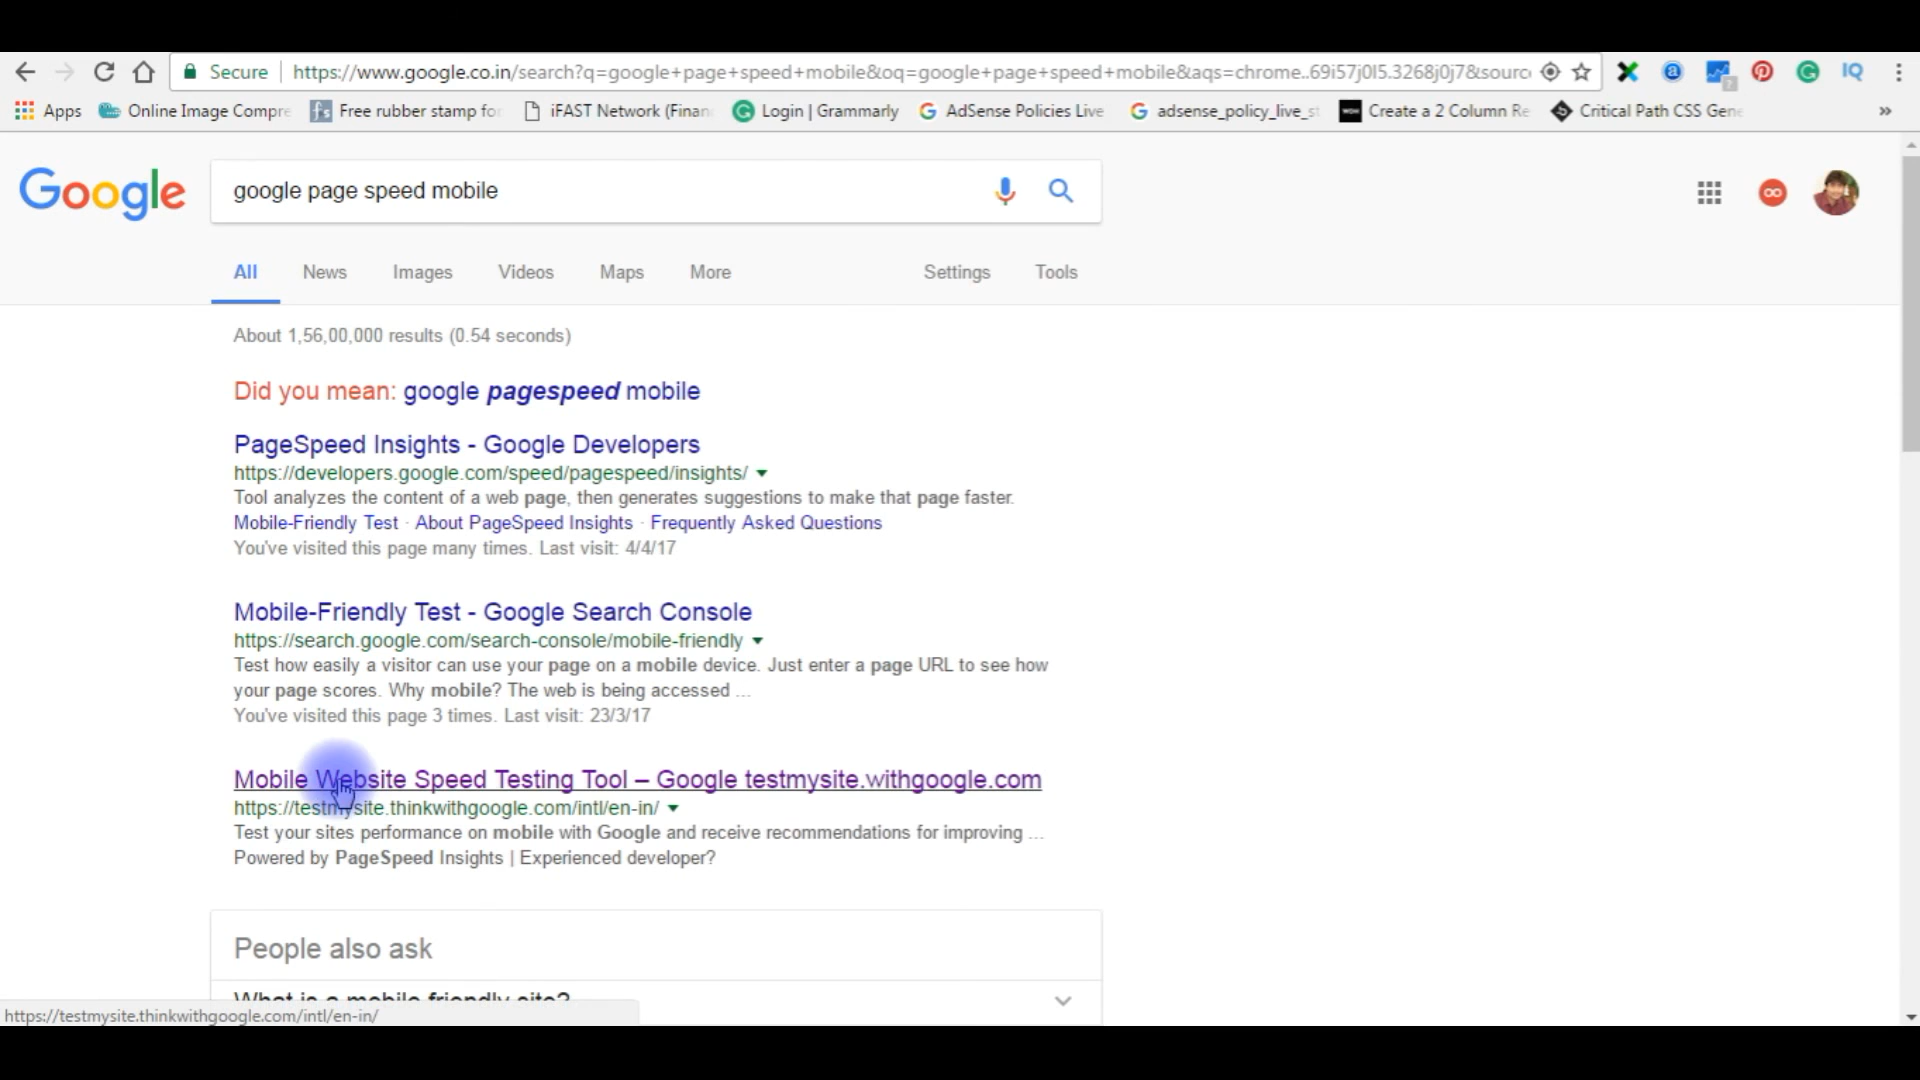 Secure | https://www.google.co.in/search?q=google+page+speed+mobile&oq=google+page+speed+mobile&aqs=chrome..69i57j0l5.3268j0j7&sourc
Apps Online Image Compre Free rubber stamp for iFAST Network (Finan Login | Grammarly AdSense Policies Live adsense_policy_live_st Create a 2 Column Re Critical Path CSS Gene »
Google google page speed mobile
All News Images Videos Maps More Settings Tools
About 1,56,00,000 results (0.54 seconds)
Did you mean: google pagespeed mobile
PageSpeed Insights - Google Developers
https://developers.google.com/speed/pagespeed/insights/
Tool analyzes the content of a web page, then generates suggestions to make that page faster.
Mobile-Friendly Test · About PageSpeed Insights · Frequently Asked Questions
You've visited this page many times. Last visit: 4/4/17
Mobile-Friendly Test - Google Search Console
https://search.google.com/search-console/mobile-friendly
Test how easily a visitor can use your page on a mobile device. Just enter a page URL to see how
your page scores. Why mobile? The web is being accessed ...
You've visited this page 3 times. Last visit: 23/3/17
Mobile Website Speed Testing Tool – Google testmysite.withgoogle.com
https://testmysite.thinkwithgoogle.com/intl/en-in/
Test your sites performance on mobile with Google and receive recommendations for improving ...
Powered by PageSpeed Insights | Experienced developer?
People also ask
What is a mobile friendly site?
https://testmysite.thinkwithgoogle.com/intl/en-in/